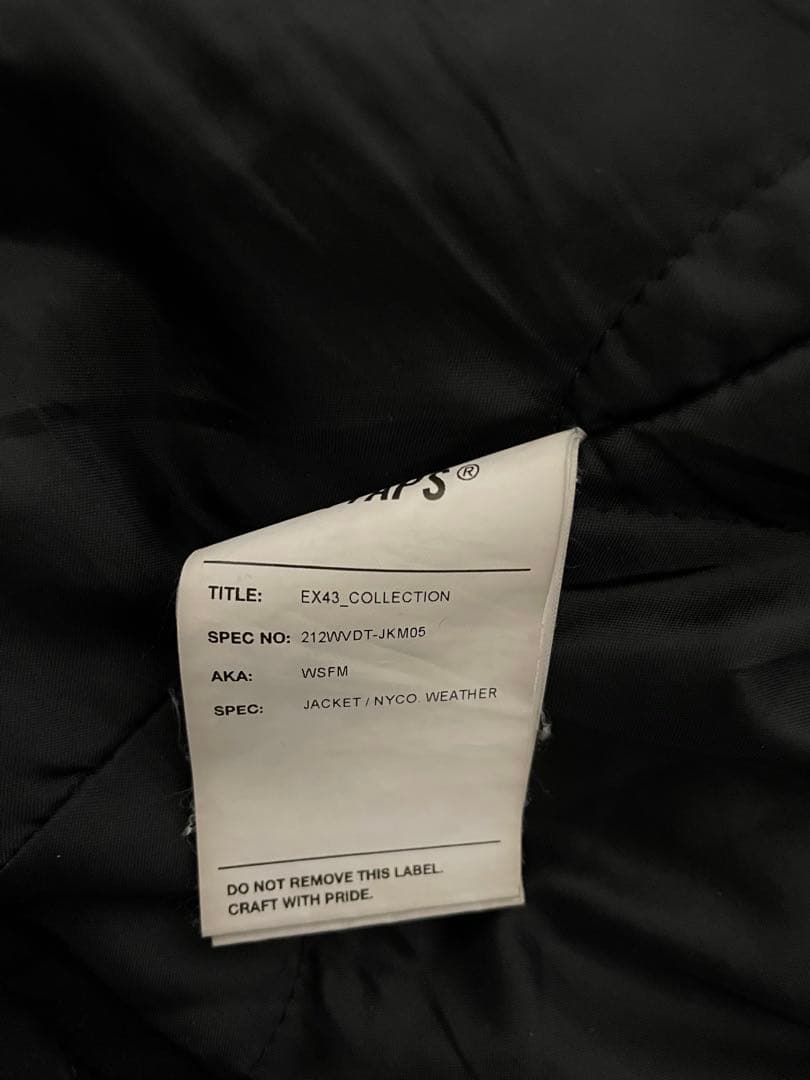 TAPS®
TITLE: EX43_COLLECTION
SPEC NO: 212WVDT-JKM05
AKA: WSFM
SPEC: JACKET / NYCO. WEATHER
DO NOT REMOVE THIS LABEL.
CRAFT WITH PRIDE.